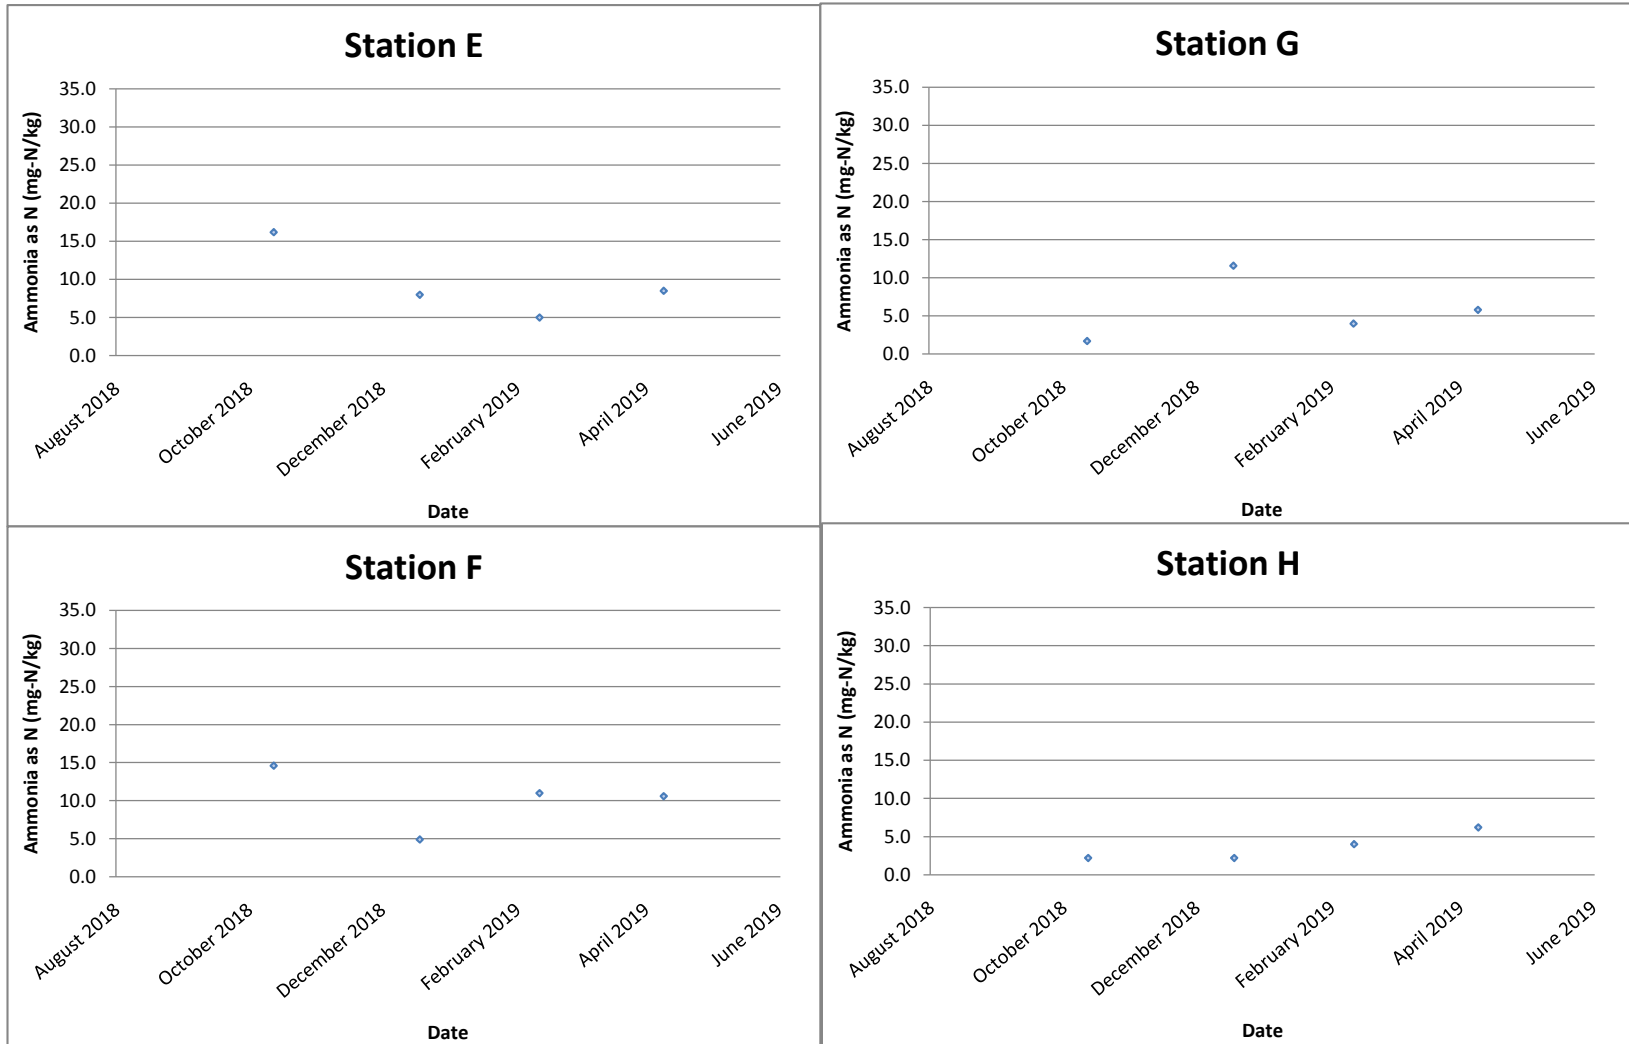 Station E
Ammonia as N (mg-N/kg)
35.0
30.0
25.0
20.0
15.0
10.0
5.0
0.0
August 2018
October 2018
December 2018
February 2019
April 2019
June 2019
Date
Station G
Ammonia as N (mg-N/kg)
35.0
30.0
25.0
20.0
15.0
10.0
5.0
0.0
August 2018
October 2018
December 2018
February 2019
April 2019
June 2019
Date
Station F
Ammonia as N (mg-N/kg)
35.0
30.0
25.0
20.0
15.0
10.0
5.0
0.0
August 2018
October 2018
December 2018
February 2019
April 2019
June 2019
Date
Station H
Ammonia as N (mg-N/kg)
35.0
30.0
25.0
20.0
15.0
10.0
5.0
0.0
August 2018
October 2018
December 2018
February 2019
April 2019
June 2019
Date